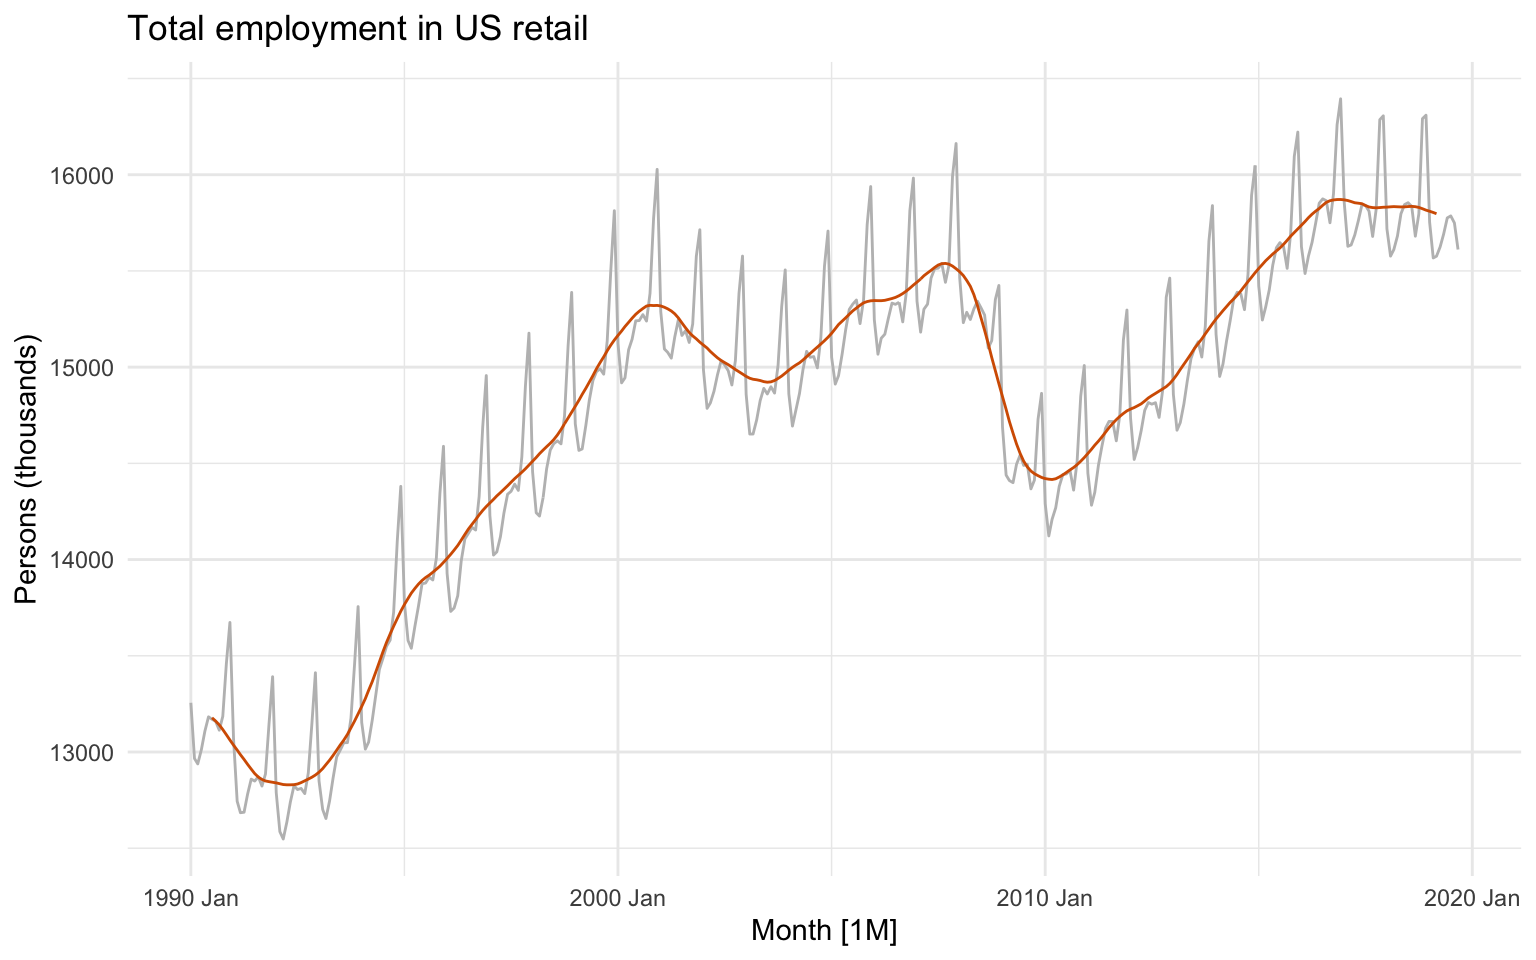 Total employment in US retail
Persons (thousands)
16000
15000
14000
13000
1990 Jan
2000 Jan
2010 Jan
2020 Jan
Month [1M]